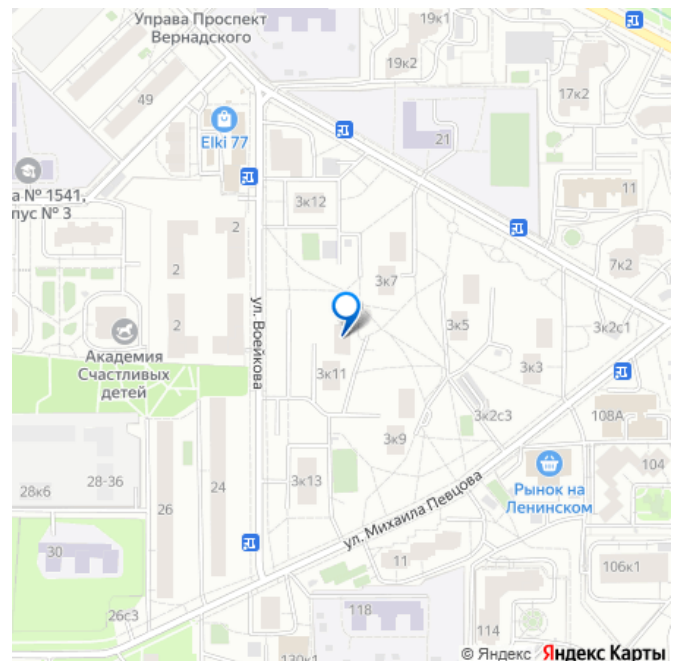 Управа Проспект
Вернадского
19к1
19к2
49
17к2
Elki 77
21
а № 1541,
пус № 3
11
3к12
2
2
7к2
3к7
2
ул. Воейкова
3к5
3к2с1
Академия
Счастливых
детей
3к11
3к3
3к9
3к2с3
108А
104
28к6
28-36
26
24
3к13
ул. Михаила Певцова
Рынок на
Ленинском
30
11
106к1
26с3
118
114
130к1
© Яндекс Яндекс Карты